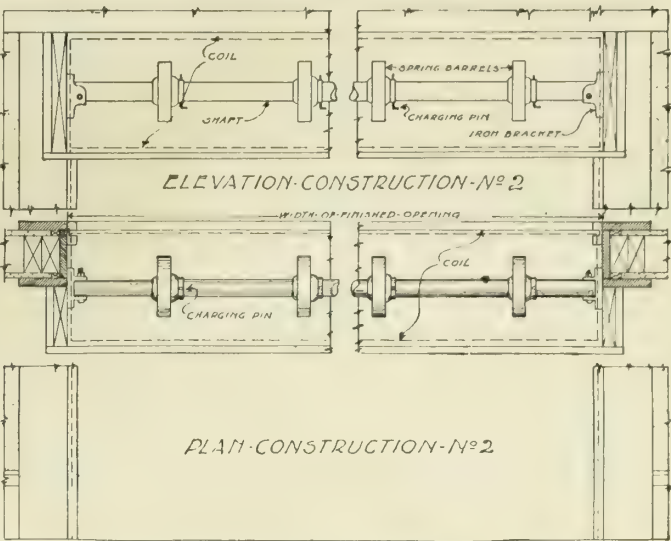 COIL
SPRING BARRELS
SHAFT
CHARGING PIN
IRON BRACKET
ELEVATION·CONSTRUCTION·Nº2
WIDTH·OF·FINISHED·OPENING
COIL
CHARGING PIN
PLAN·CONSTRUCTION·Nº2